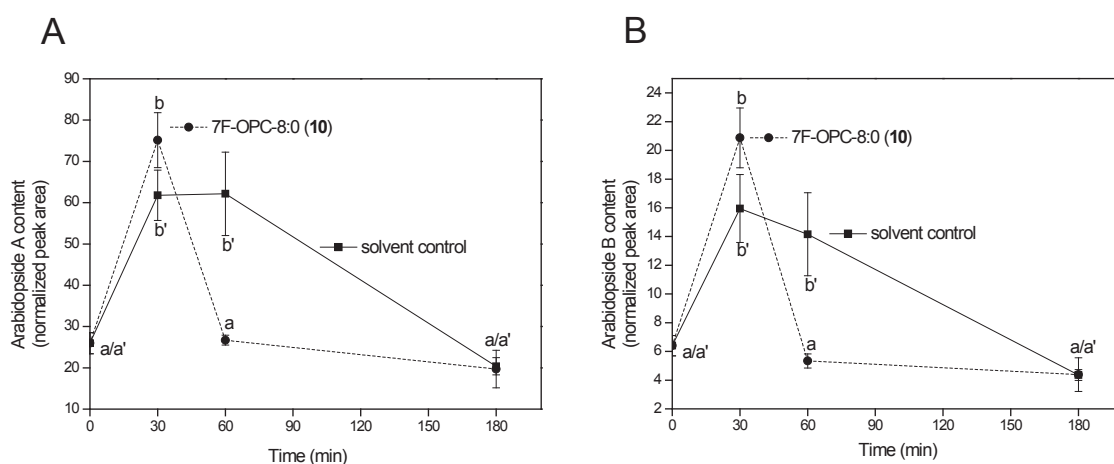 A
Arabidopside A content
(normalized peak area)
90
80
70
60
50
40
30
20
10
b
7F-OPC-8:0 (10)
b'
b'
solvent control
a
a/a'
a/a'
0 30 60 90 120 150 180
Time (min)
B
Arabidopside B content
(normalized peak area)
24
22
20
18
16
14
12
10
8
6
4
2
b
7F-OPC-8:0 (10)
b'
solvent control
b'
a
a/a'
a/a'
0 30 60 90 120 150 180
Time (min)